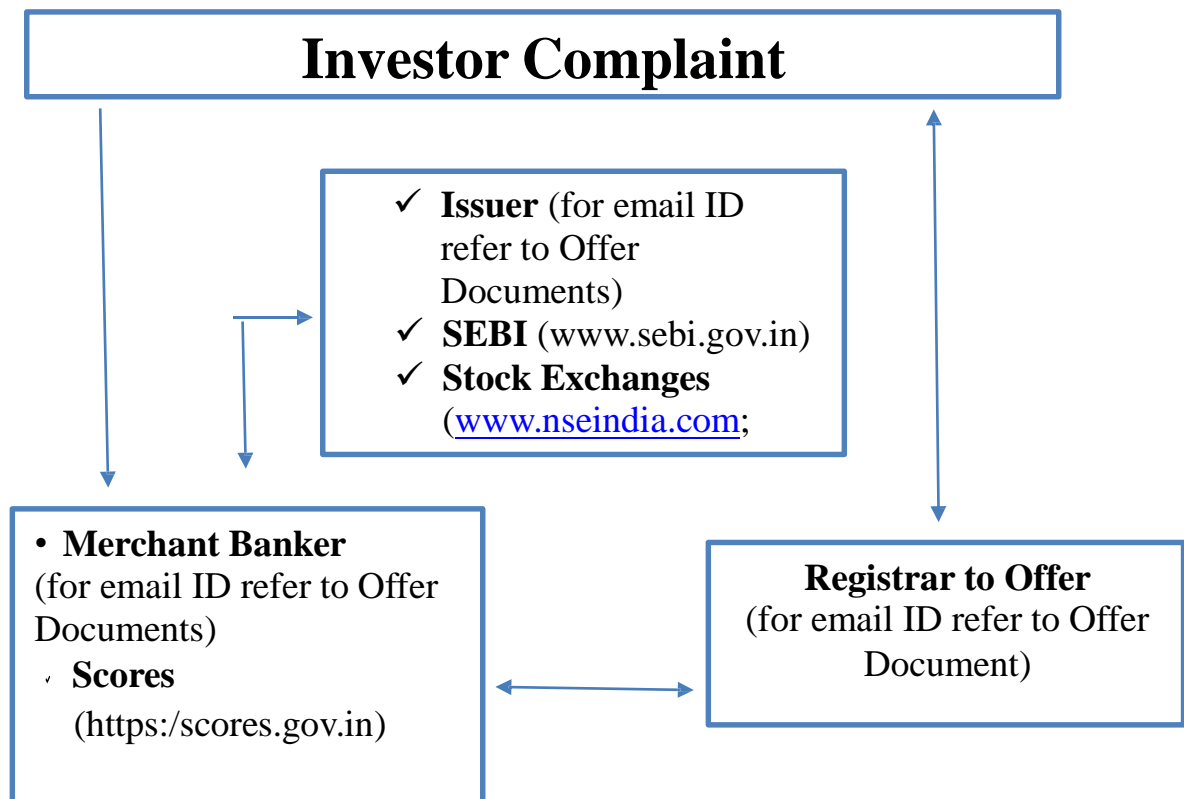 Investor Complaint
✓ Issuer (for email ID
refer to Offer
Documents)
✓ SEBI (www.sebi.gov.in)
✓ Stock Exchanges
(www.nseindia.com;
• Merchant Banker
(for email ID refer to Offer
Documents)
✓ Scores
(https:/scores.gov.in)
Registrar to Offer
(for email ID refer to Offer
Document)